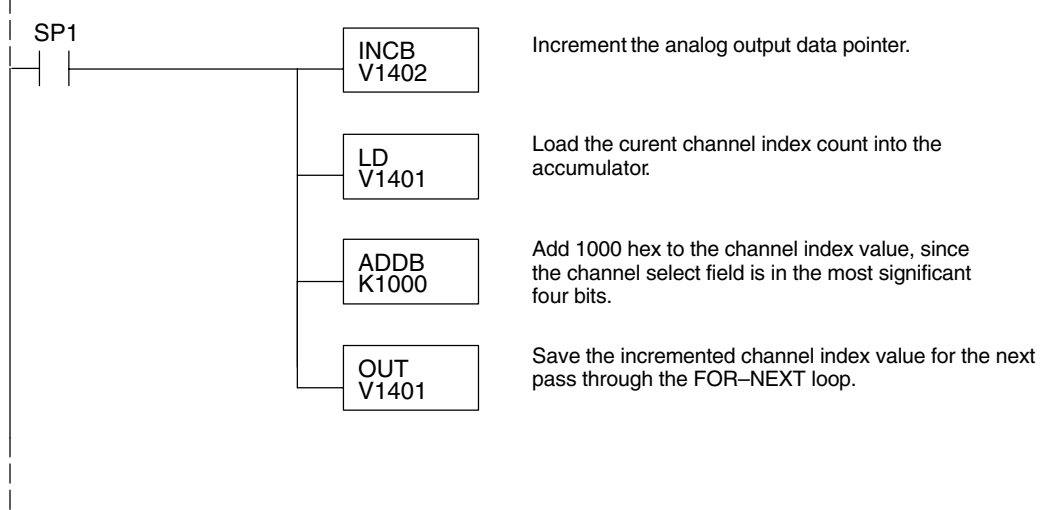 SP1
INCB
V1402
Increment the analog output data pointer.
LD
V1401
Load the curent channel index count into the
accumulator.
ADDB
K1000
Add 1000 hex to the channel index value, since
the channel select field is in the most significant
four bits.
OUT
V1401
Save the incremented channel index value for the next
pass through the FOR–NEXT loop.